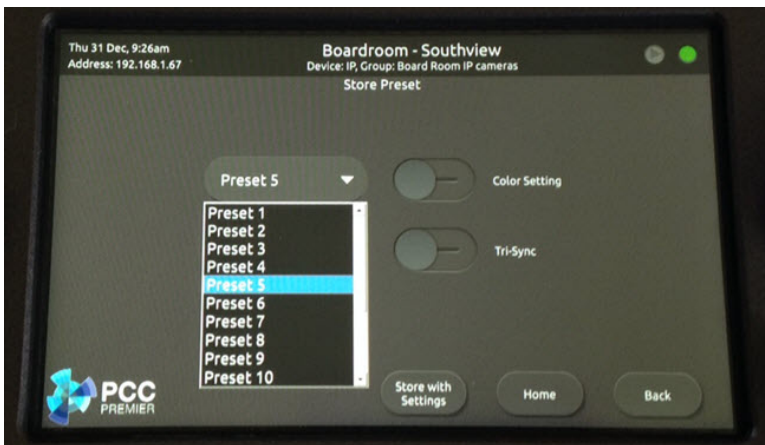 Thu 31 Dec, 9:26am
Address: 192.168.1.67
Boardroom - Southview
Device: IP, Group: Board Room IP cameras
Store Preset
Preset 5
Color Setting
Tri-Sync
Preset 1
Preset 2
Preset 3
Preset 4
Preset 5
Preset 6
Preset 7
Preset 8
Preset 9
Preset 10
PCC
PREMIER
Store with
Settings
Home
Back